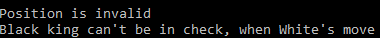 Position is invalid
Black king can't be in check, when White's move